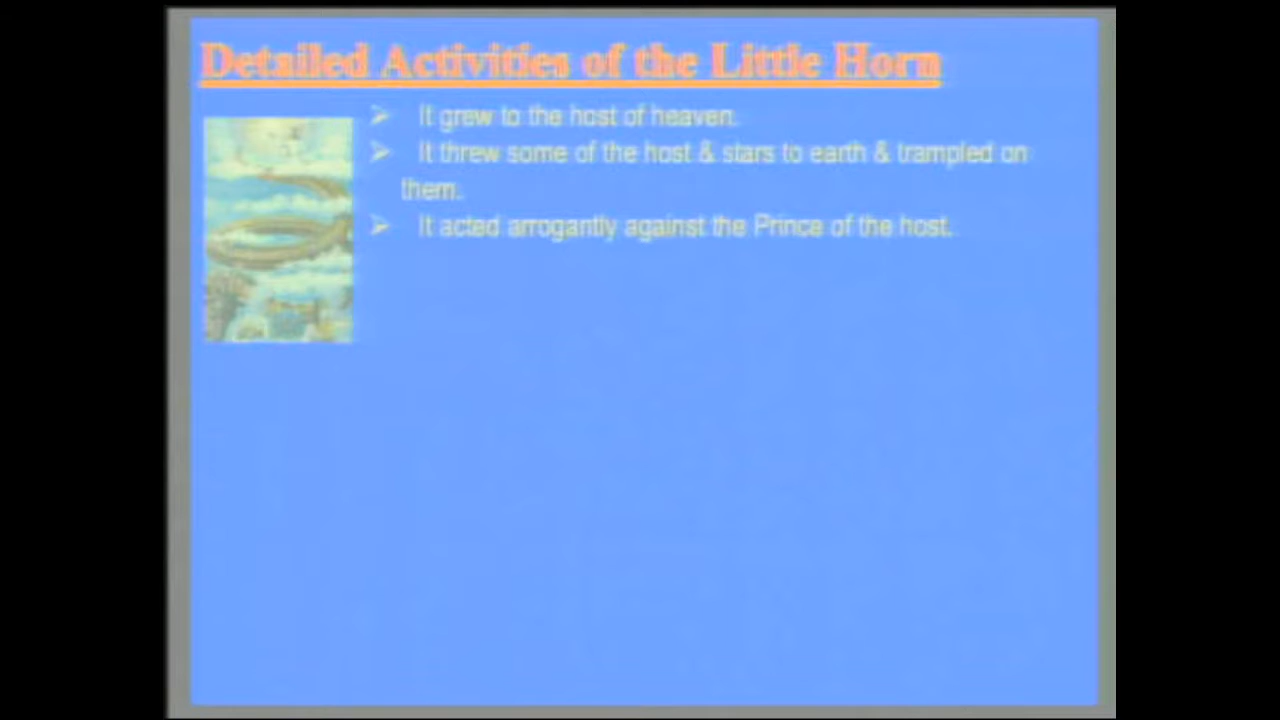 Detailed Activities of the Little Horn
➢ It grew to the host of heaven.
➢ It threw some of the host & stars to earth & trampled on
them.
➢ It acted arrogantly against the Prince of the host.